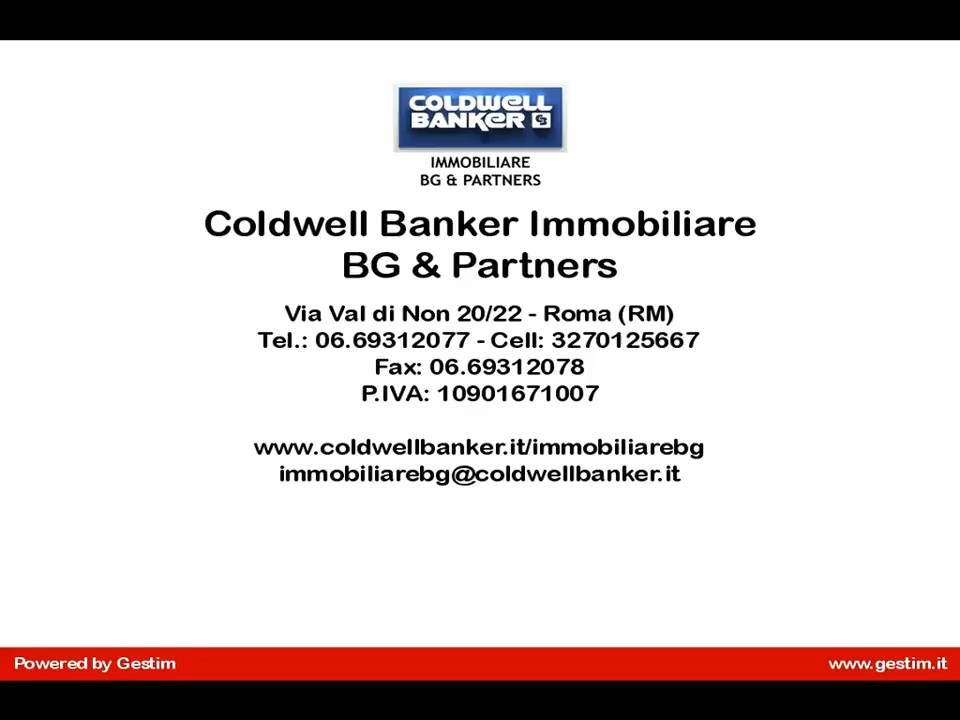 COLDWELL
BANKER CB
IMMOBILIARE
BG & PARTNERS
Coldwell Banker Immobiliare
BG & Partners
Via Val di Non 20/22 - Roma (RM)
Tel.: 06.69312077 - Cell: 3270125667
Fax: 06.69312078
P.IVA: 10901671007
www.coldwellbanker.it/immobiliarebg
immobiliarebg@coldwellbanker.it
Powered by Gestim
www.gestim.it